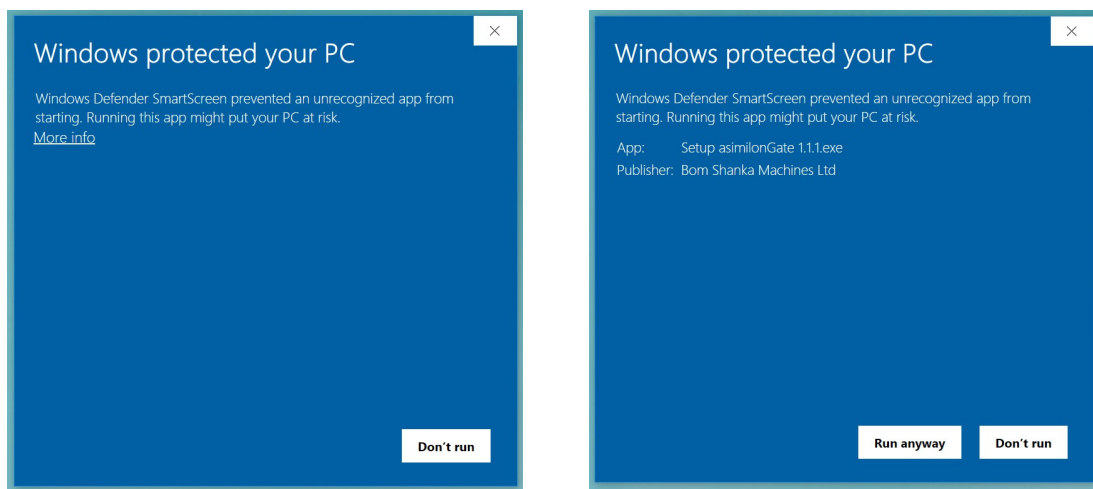 Windows protected your PC
Windows Defender SmartScreen prevented an unrecognized app from
starting. Running this app might put your PC at risk.
More info
Don't run
Windows protected your PC
Windows Defender SmartScreen prevented an unrecognized app from
starting. Running this app might put your PC at risk.
App: Setup asimilonGate 1.1.1.exe
Publisher: Bom Shanka Machines Ltd
Run anyway Don't run